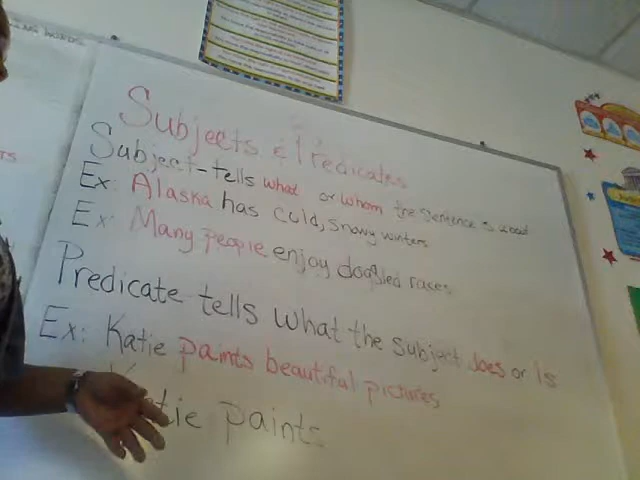 Subjects & Predicates
Subject - tells what or whom the sentence is about
Ex: Alaska has cold, snowy winters
Ex: Many people enjoy dogsled races
Predicate tells what the subject does or is
Ex: Katie paints beautiful pictures
tie paints